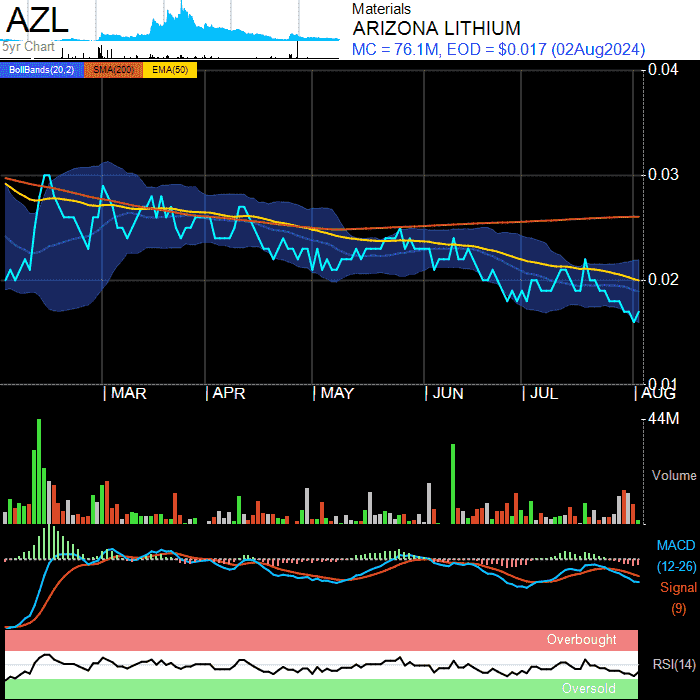 AZL
5yr Chart
Materials
ARIZONA LITHIUM
MC = 76.1M, EOD = $0.017 (02Aug2024)
BollBands(20,2) SMA(200) EMA(50)
0.04
0.03
0.02
0.01
MAR APR MAY JUN JUL AUG
44M
Volume
MACD
(12-26)
Signal
(9)
Overbought
RSI(14)
Oversold